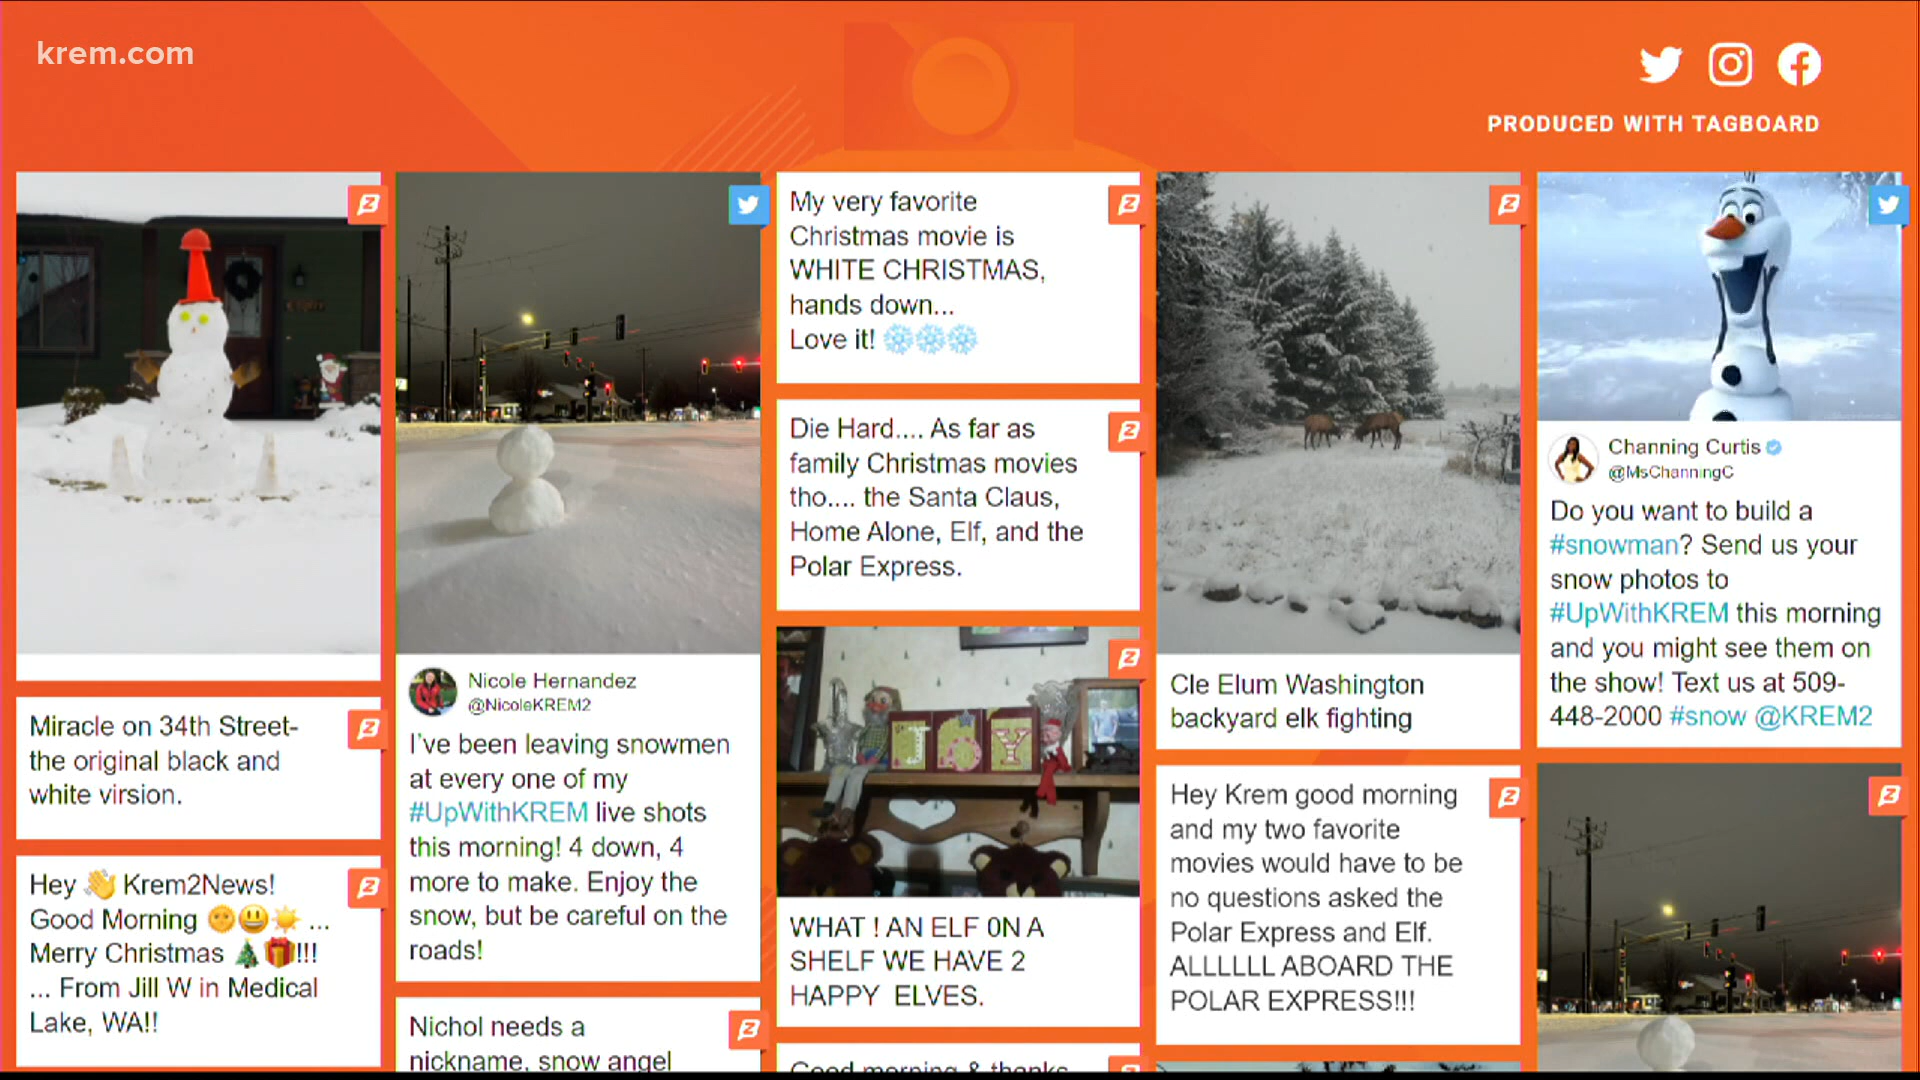 krem.com
PRODUCED WITH TAGBOARD
Miracle on 34th Street-
the original black and
white virsion.
Hey 👋 Krem2News!
Good Morning 🌞😃☀️ ...
Merry Christmas 🎄🎁!!!
... From Jill W in Medical
Lake, WA!!
Nicole Hernandez
@NicoleKREM2
I've been leaving snowmen
at every one of my
#UpWithKREM live shots
this morning! 4 down, 4
more to make. Enjoy the
snow, but be careful on the
roads!
Nichol needs a
nickname, snow angel
My very favorite
Christmas movie is
WHITE CHRISTMAS,
hands down...
Love it! ❄️❄️❄️
Die Hard.... As far as
family Christmas movies
tho.... the Santa Claus,
Home Alone, Elf, and the
Polar Express.
JOY
WHAT ! AN ELF 0N A
SHELF WE HAVE 2
HAPPY ELVES.
Good morning & thanks
Cle Elum Washington
backyard elk fighting
Hey Krem good morning
and my two favorite
movies would have to be
no questions asked the
Polar Express and Elf.
ALLLLLL ABOARD THE
POLAR EXPRESS!!!
Channing Curtis
@MsChanningC
Do you want to build a
#snowman? Send us your
snow photos to
#UpWithKREM this morning
and you might see them on
the show! Text us at 509-
448-2000 #snow @KREM2